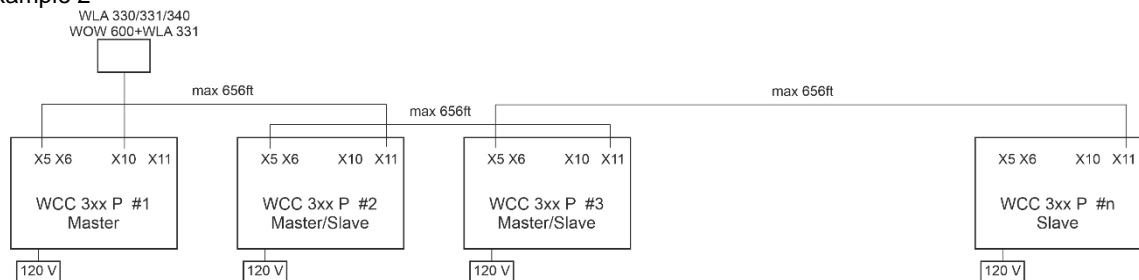 WLA 330/331/340
WOW 600+WLA 331
max 656ft
max 656ft
max 656ft
X5 X6 X10 X11
WCC 3xx P #1
Master
120 V
X5 X6 X10 X11
WCC 3xx P #2
Master/Slave
120 V
X5 X6 X10 X11
WCC 3xx P #3
Master/Slave
120 V
X5 X6 X10 X11
WCC 3xx P #n
Slave
120 V